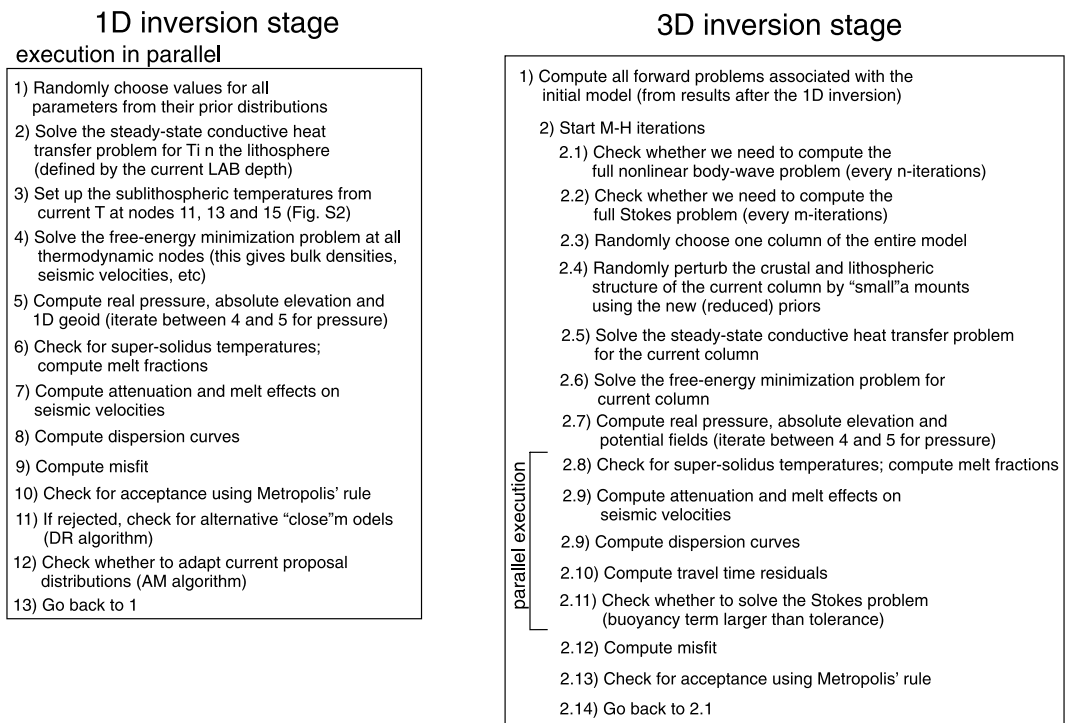 1D inversion stage
execution in parallel
1) Randomly choose values for all
parameters from their prior distributions
2) Solve the steady-state conductive heat
transfer problem for Ti n the lithosphere
(defined by the current LAB depth)
3) Set up the sublithospheric temperatures from
current T at nodes 11, 13 and 15 (Fig. S2)
4) Solve the free-energy minimization problem at all
thermodynamic nodes (this gives bulk densities,
seismic velocities, etc)
5) Compute real pressure, absolute elevation and
1D geoid (iterate between 4 and 5 for pressure)
6) Check for super-solidus temperatures;
compute melt fractions
7) Compute attenuation and melt effects on
seismic velocities
8) Compute dispersion curves
9) Compute misfit
10) Check for acceptance using Metropolis' rule
11) If rejected, check for alternative “close”m odels
(DR algorithm)
12) Check whether to adapt current proposal
distributions (AM algorithm)
13) Go back to 1
3D inversion stage
1) Compute all forward problems associated with the
initial model (from results after the 1D inversion)
2) Start M-H iterations
2.1) Check whether we need to compute the
full nonlinear body-wave problem (every n-iterations)
2.2) Check whether we need to compute the
full Stokes problem (every m-iterations)
2.3) Randomly choose one column of the entire model
2.4) Randomly perturb the crustal and lithospheric
structure of the current column by “small”a mounts
using the new (reduced) priors
2.5) Solve the steady-state conductive heat transfer problem
for the current column
2.6) Solve the free-energy minimization problem for
current column
2.7) Compute real pressure, absolute elevation and
potential fields (iterate between 4 and 5 for pressure)
parallel execution
2.8) Check for super-solidus temperatures; compute melt fractions
2.9) Compute attenuation and melt effects on
seismic velocities
2.9) Compute dispersion curves
2.10) Compute travel time residuals
2.11) Check whether to solve the Stokes problem
(buoyancy term larger than tolerance)
2.12) Compute misfit
2.13) Check for acceptance using Metropolis' rule
2.14) Go back to 2.1